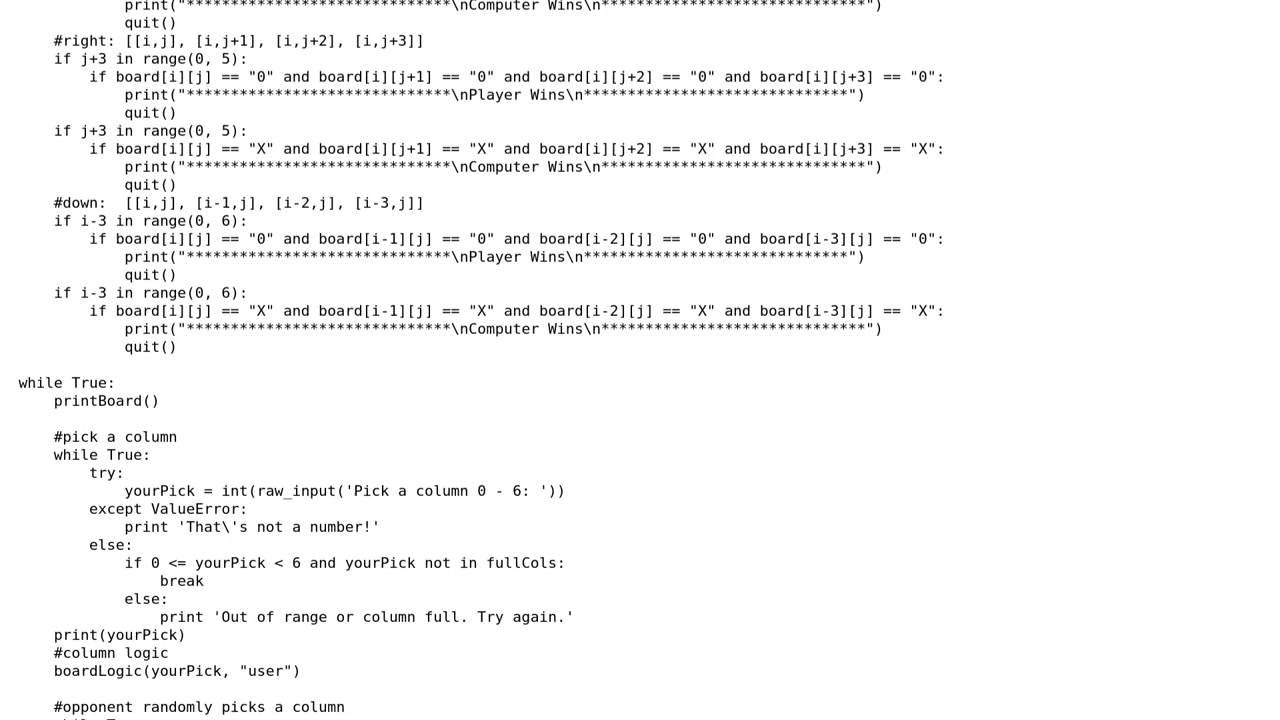 print("******************************\nComputer Wins\n******************************")
quit()
#right: [[i,j], [i,j+1], [i,j+2], [i,j+3]]
if j+3 in range(0, 5):
if board[i][j] == "0" and board[i][j+1] == "0" and board[i][j+2] == "0" and board[i][j+3] == "0":
print("******************************\nPlayer Wins\n******************************")
quit()
if j+3 in range(0, 5):
if board[i][j] == "X" and board[i][j+1] == "X" and board[i][j+2] == "X" and board[i][j+3] == "X":
print("******************************\nComputer Wins\n******************************")
quit()
#down:  [[i,j], [i-1,j], [i-2,j], [i-3,j]]
if i-3 in range(0, 6):
if board[i][j] == "0" and board[i-1][j] == "0" and board[i-2][j] == "0" and board[i-3][j] == "0":
print("******************************\nPlayer Wins\n******************************")
quit()
if i-3 in range(0, 6):
if board[i][j] == "X" and board[i-1][j] == "X" and board[i-2][j] == "X" and board[i-3][j] == "X":
print("******************************\nComputer Wins\n******************************")
quit()
while True:
printBoard()
#pick a column
while True:
try:
yourPick = int(raw_input('Pick a column 0 - 6: '))
except ValueError:
print 'That\'s not a number!'
else:
if 0 <= yourPick < 6 and yourPick not in fullCols:
break
else:
print 'Out of range or column full. Try again.'
print(yourPick)
#column logic
boardLogic(yourPick, "user")
#opponent randomly picks a column